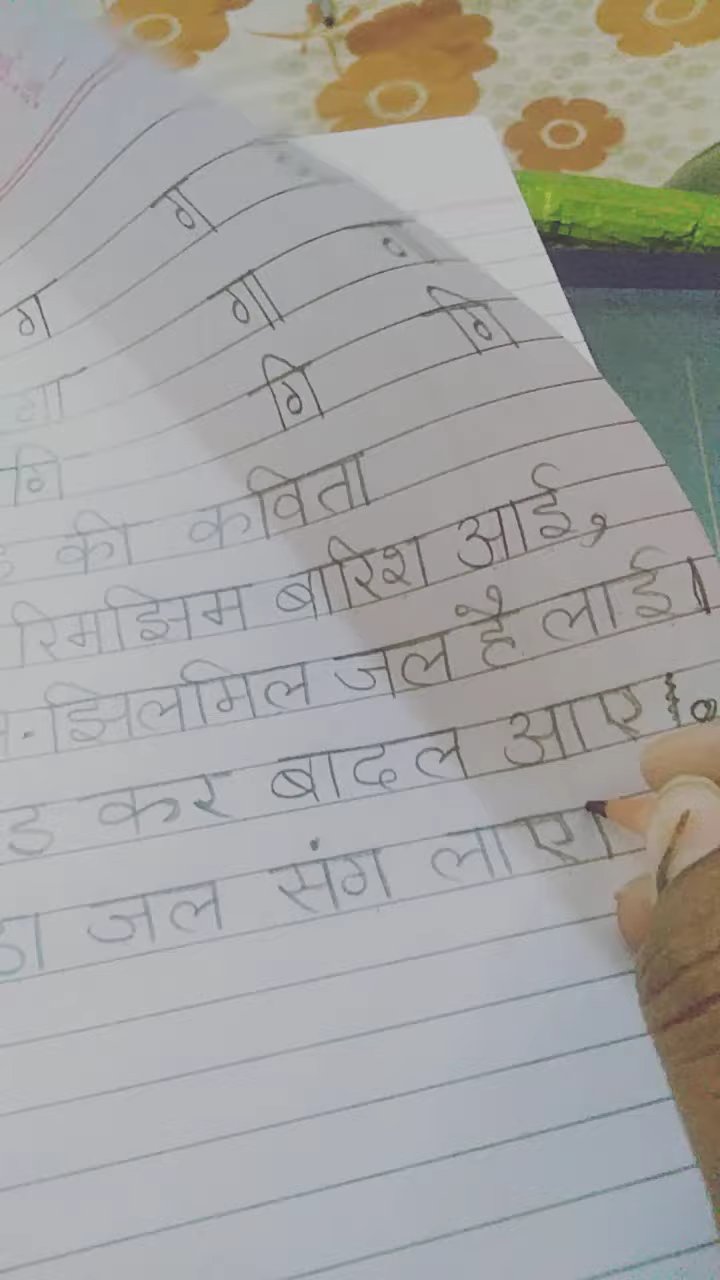 ग
ग गा
गा गि
गि गि
की कविता
रिमझिम बारिश आई,
झिलमिल जल है लाई।
कर बादल आए
जल संग लाए।